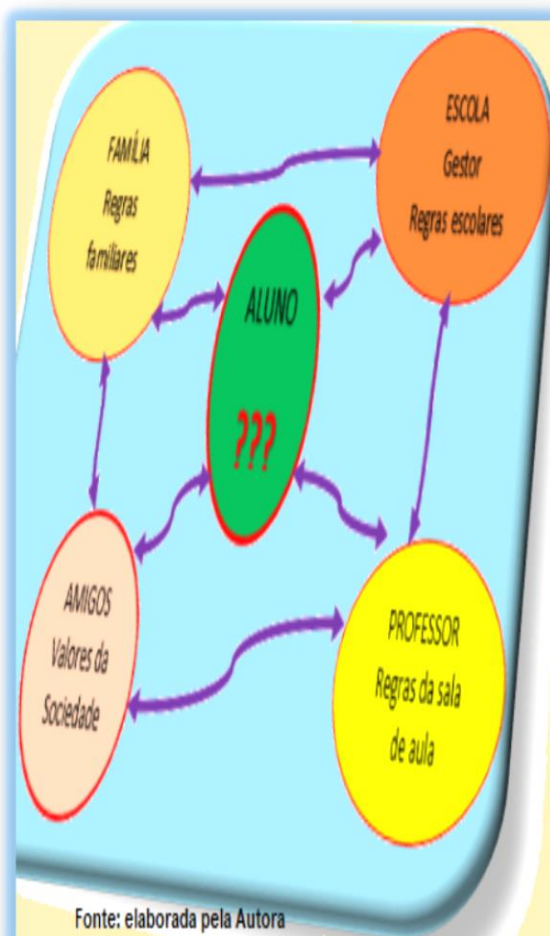 FAMÍLIA
Regras
familiares
ESCOLA
Gestor
Regras escolares
ALUNO
???
AMIGOS
Valores da
Sociedade
PROFESSOR
Regras da sala
de aula
Fonte: elaborada pela Autora